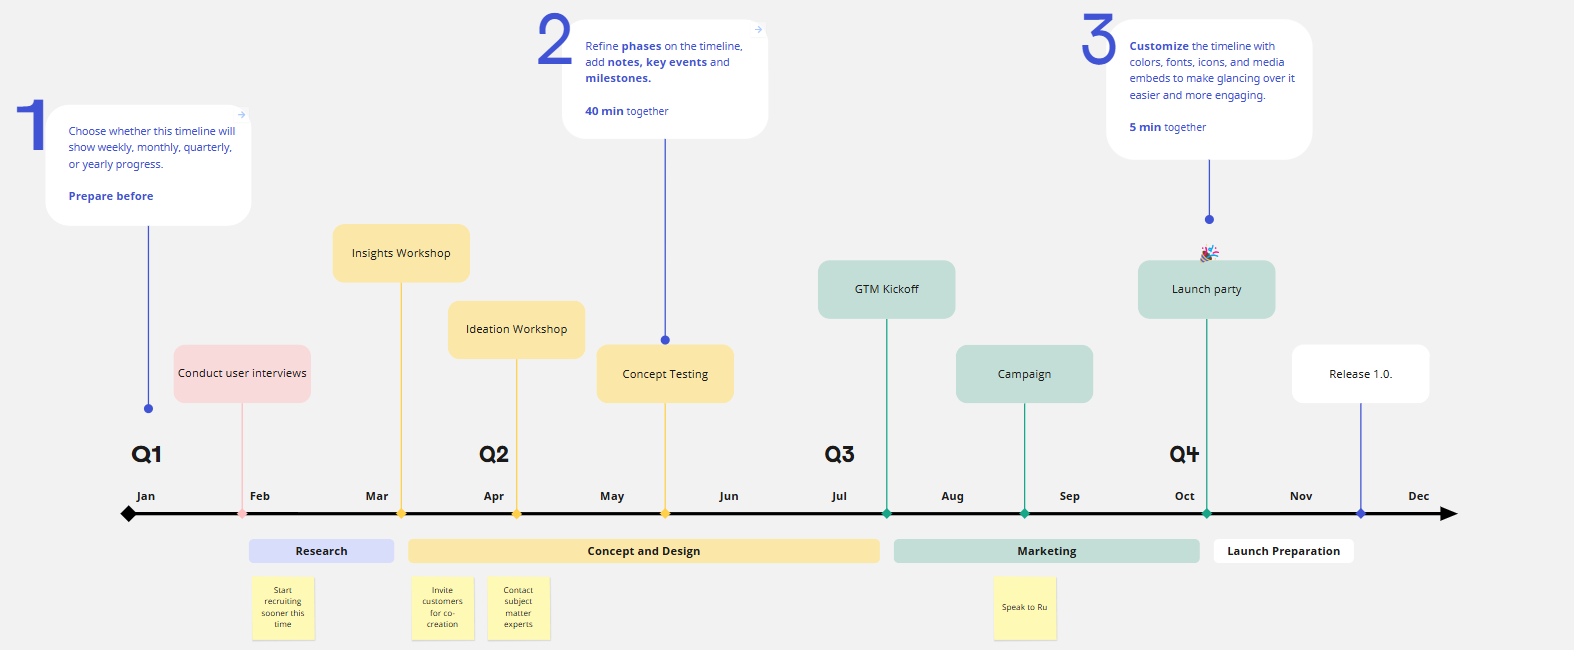 1
Choose whether this timeline will
show weekly, monthly, quarterly,
or yearly progress.
Prepare before
2
Refine phases on the timeline,
add notes, key events and
milestones.
40 min together
3
Customize the timeline with
colors, fonts, icons, and media
embeds to make glancing over it
easier and more engaging.
5 min together
Conduct user interviews
Insights Workshop
Ideation Workshop
Concept Testing
GTM Kickoff
Campaign
Launch party
Release 1.0.
Q1
Q2
Q3
Q4
Jan
Feb
Mar
Apr
May
Jun
Jul
Aug
Sep
Oct
Nov
Dec
Research
Concept and Design
Marketing
Launch Preparation
Start
recruiting
sooner this
time
Invite
customers
for co-
creation
Contact
subject
matter
experts
Speak to Ru